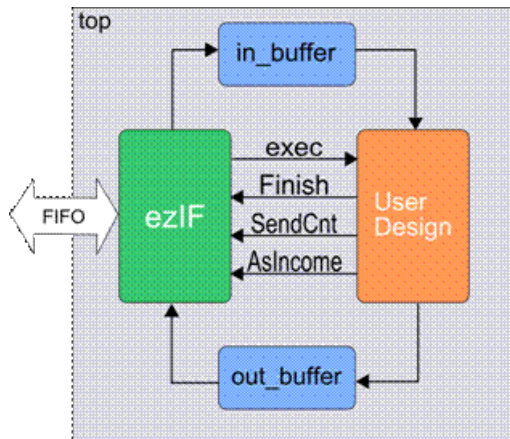 top
in_buffer
exec
Finish
FIFO
ezIF
SendCnt
User
Design
AsIncome
out_buffer